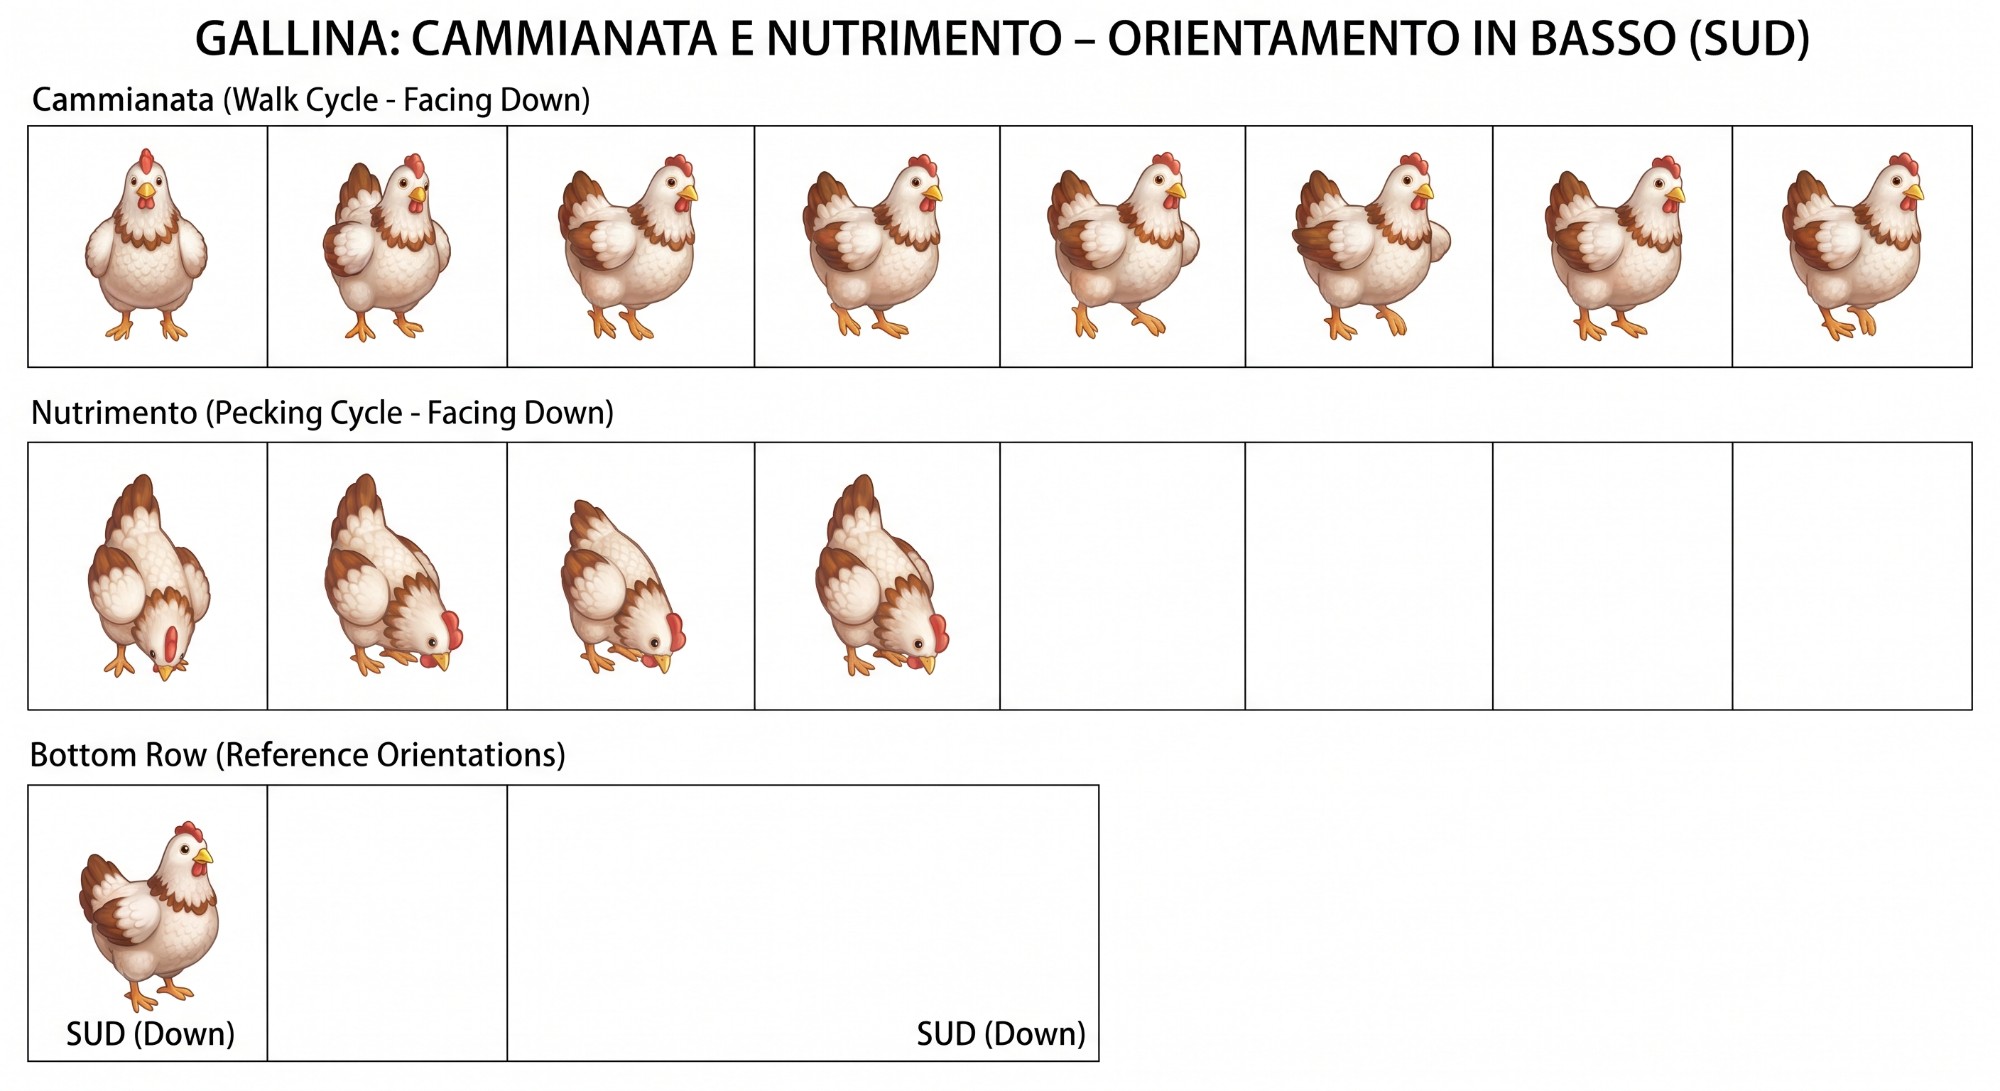 GALLINA: CAMMIANATA E NUTRIMENTO – ORIENTAMENTO IN BASSO (SUD)
Cammianata (Walk Cycle - Facing Down)
Nutrimento (Pecking Cycle - Facing Down)
Bottom Row (Reference Orientations)
SUD (Down)
SUD (Down)